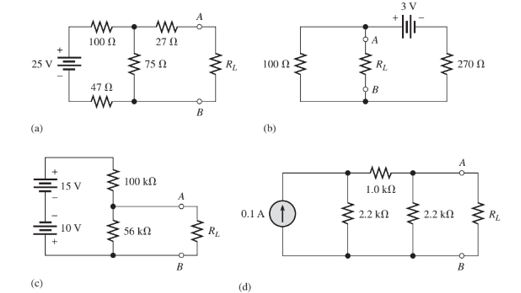 100 Ω 27 Ω A
+ 25 V −
75 Ω
R_L
47 Ω
B
(a)
3 V
+ −
A
100 Ω
R_L
270 Ω
B
(b)
+ 15 V −
100 kΩ
A
− 10 V +
56 kΩ
R_L
B
(c)
A
1.0 kΩ
0.1 A
2.2 kΩ
2.2 kΩ
R_L
B
(d)